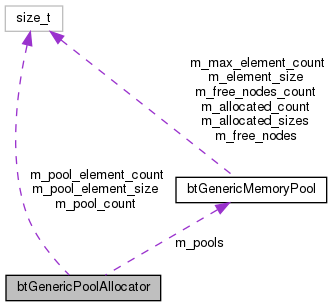 size_t
m_max_element_count
m_element_size
m_free_nodes_count
m_allocated_count
m_allocated_sizes
m_free_nodes
m_pool_element_count
m_pool_element_size
m_pool_count
btGenericMemoryPool
m_pools
btGenericPoolAllocator